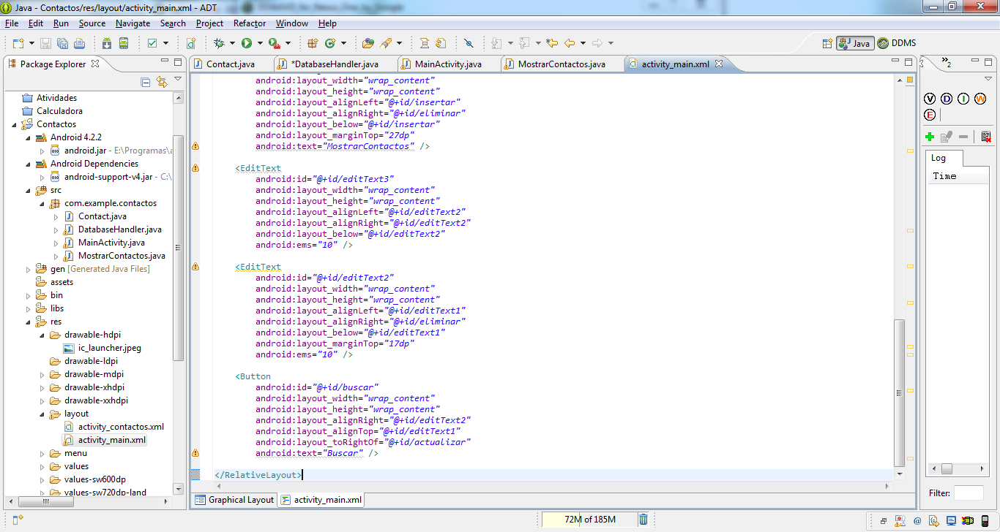 Java - Contactos/res/layout/activity_main.xml - ADT
File Edit Run Source Navigate Search Project Refactor Window Help
Java DDMS
Package Explorer
Contact.java *DatabaseHandler.java MainActivity.java MostrarContactos.java activity_main.xml
2
Atividades
Calculadora
Contactos
Android 4.2.2
android.jar - E:\Programas\a
Android Dependencies
android-support-v4.jar - C:\
src
com.example.contactos
Contact.java
DatabaseHandler.java
MainActivity.java
MostrarContactos.java
gen [Generated Java Files]
assets
bin
libs
res
drawable-hdpi
ic_launcher.jpeg
drawable-ldpi
drawable-mdpi
drawable-xhdpi
drawable-xxhdpi
layout
activity_contactos.xml
activity_main.xml
menu
values
values-sw600dp
values-sw720dp-land
android:layout_width="wrap_content"
android:layout_height="wrap_content"
android:layout_alignLeft="@+id/insertar"
android:layout_alignRight="@+id/eliminar"
android:layout_below="@+id/insertar"
android:layout_marginTop="27dp"
android:text="MostrarContactos" />
<EditText
android:id="@+id/editText3"
android:layout_width="wrap_content"
android:layout_height="wrap_content"
android:layout_alignLeft="@+id/editText2"
android:layout_alignRight="@+id/editText2"
android:layout_below="@+id/editText2"
android:ems="10" />
<EditText
android:id="@+id/editText2"
android:layout_width="wrap_content"
android:layout_height="wrap_content"
android:layout_alignLeft="@+id/editText1"
android:layout_alignRight="@+id/eliminar"
android:layout_below="@+id/editText1"
android:layout_marginTop="17dp"
android:ems="10" />
<Button
android:id="@+id/buscar"
android:layout_width="wrap_content"
android:layout_height="wrap_content"
android:layout_alignRight="@+id/editText2"
android:layout_alignTop="@+id/editText1"
android:layout_toRightOf="@+id/actualizar"
android:text="Buscar" />
</RelativeLayout>
V D I W
E
Log
Time
Filter:
Graphical Layout activity_main.xml
72M of 185M